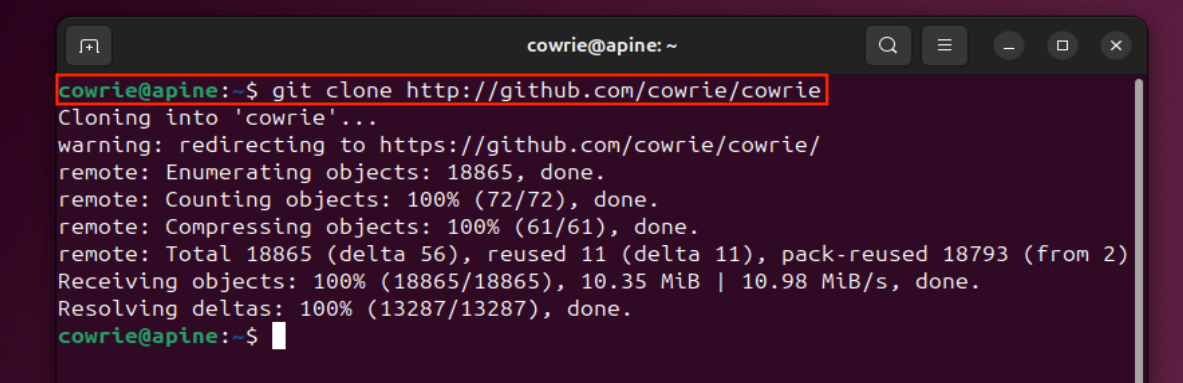 cowrie@apine: ~
cowrie@apine:~$ git clone http://github.com/cowrie/cowrie
Cloning into 'cowrie'...
warning: redirecting to https://github.com/cowrie/cowrie/
remote: Enumerating objects: 18865, done.
remote: Counting objects: 100% (72/72), done.
remote: Compressing objects: 100% (61/61), done.
remote: Total 18865 (delta 56), reused 11 (delta 11), pack-reused 18793 (from 2)
Receiving objects: 100% (18865/18865), 10.35 MiB | 10.98 MiB/s, done.
Resolving deltas: 100% (13287/13287), done.
cowrie@apine:~$